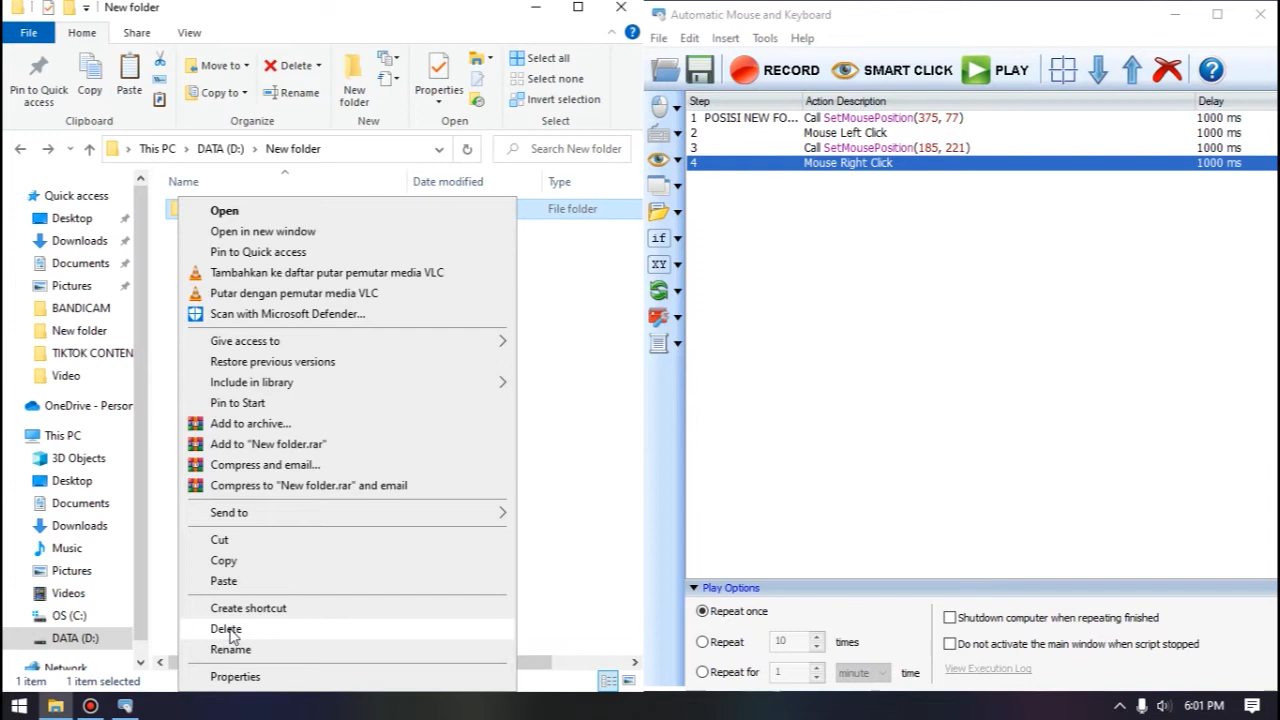 New folder
File
Home
Share
View
Pin to Quick
access
Copy
Paste
Clipboard
Move to
Copy to
Delete
Rename
Organize
New
folder
New
Properties
Open
Select all
Select none
Invert selection
Select
This PC
DATA (D:)
New folder
Search New folder
Name
Date modified
Type
File folder
Quick access
Desktop
Downloads
Documents
Pictures
BANDICAM
New folder
TIKTOK CONTEN
Video
OneDrive - Person
This PC
3D Objects
Desktop
Documents
Downloads
Music
Pictures
Videos
OS (C:)
DATA (D:)
Network
1 item
1 item selected
Open
Open in new window
Pin to Quick access
Tambahkan ke daftar putar pemutar media VLC
Putar dengan pemutar media VLC
Scan with Microsoft Defender...
Give access to
Restore previous versions
Include in library
Pin to Start
Add to archive...
Add to "New folder.rar"
Compress and email...
Compress to "New folder.rar" and email
Send to
Cut
Copy
Paste
Create shortcut
Delete
Rename
Properties
Automatic Mouse and Keyboard
File
Edit
Insert
Tools
Help
RECORD
SMART CLICK
PLAY
if
XY
Step
Action Description
Delay
1 POSISI NEW FO... Call SetMousePosition(375, 77) 1000 ms
2 Mouse Left Click 1000 ms
3 Call SetMousePosition(185, 221) 1000 ms
4 Mouse Right Click 1000 ms
Play Options
Repeat once
Repeat 10 times
Repeat for 1 minute time
Shutdown computer when repeating finished
Do not activate the main window when script stopped
View Execution Log
6:01 PM